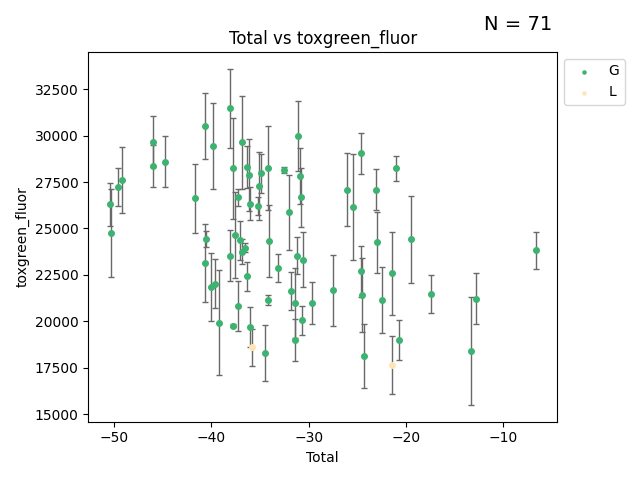 N = 71
Total vs toxgreen_fluor
G
L
32500
30000
27500
25000
22500
20000
17500
15000
toxgreen_fluor
−50
−40
−30
−20
−10
Total